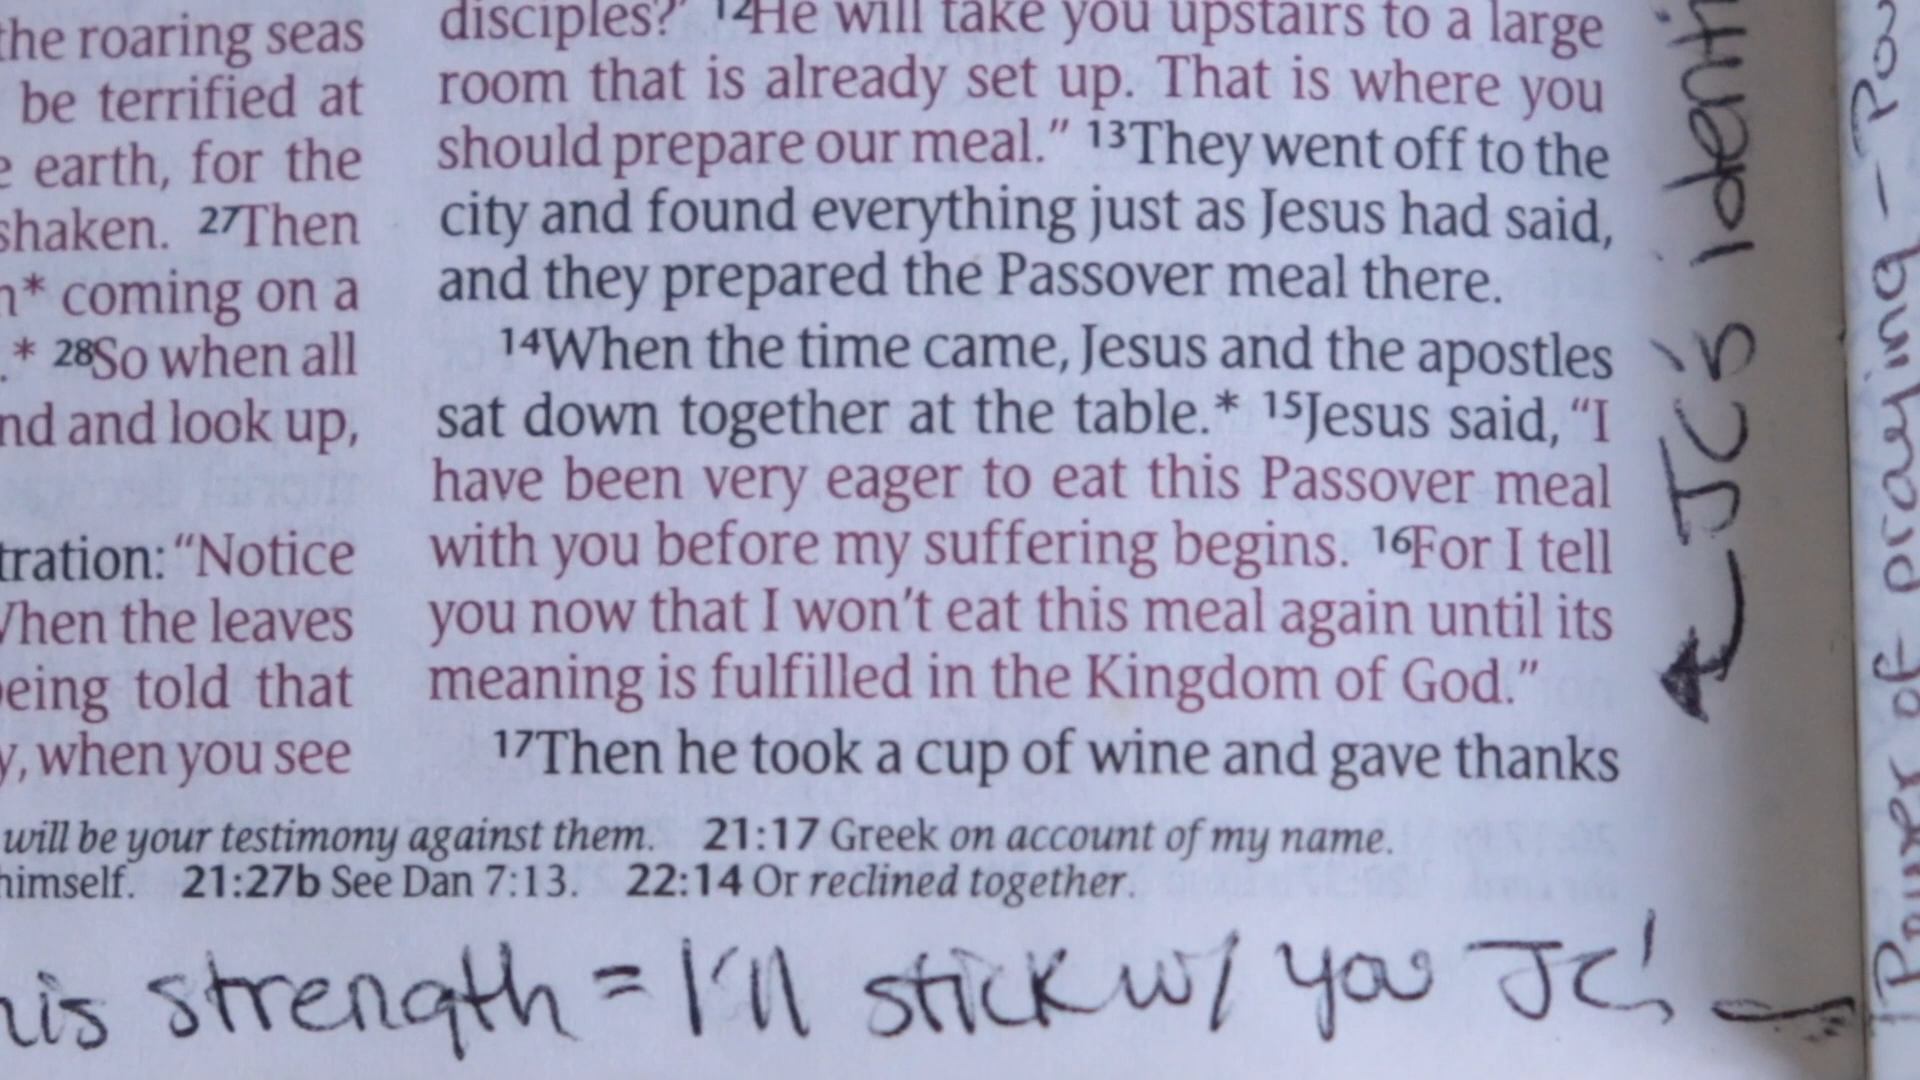 the roaring seas
be terrified at
earth, for the
shaken. 27Then
* coming on a
* 28So when all
and look up,
"Notice
the leaves
told that
when you see
disciples?' 12He will take you upstairs to a large
room that is already set up. That is where you
should prepare our meal." 13They went off to the
city and found everything just as Jesus had said,
and they prepared the Passover meal there.
14When the time came, Jesus and the apostles
sat down together at the table.* 15Jesus said, "I
have been very eager to eat this Passover meal
with you before my suffering begins. 16For I tell
you now that I won't eat this meal again until its
meaning is fulfilled in the Kingdom of God."
17Then he took a cup of wine and gave thanks
will be your testimony against them. 21:17 Greek on account of my name.
himself. 21:27b See Dan 7:13. 22:14 Or reclined together.
his strength = I'll stick w/ you JC!
JC's
Power of praying -